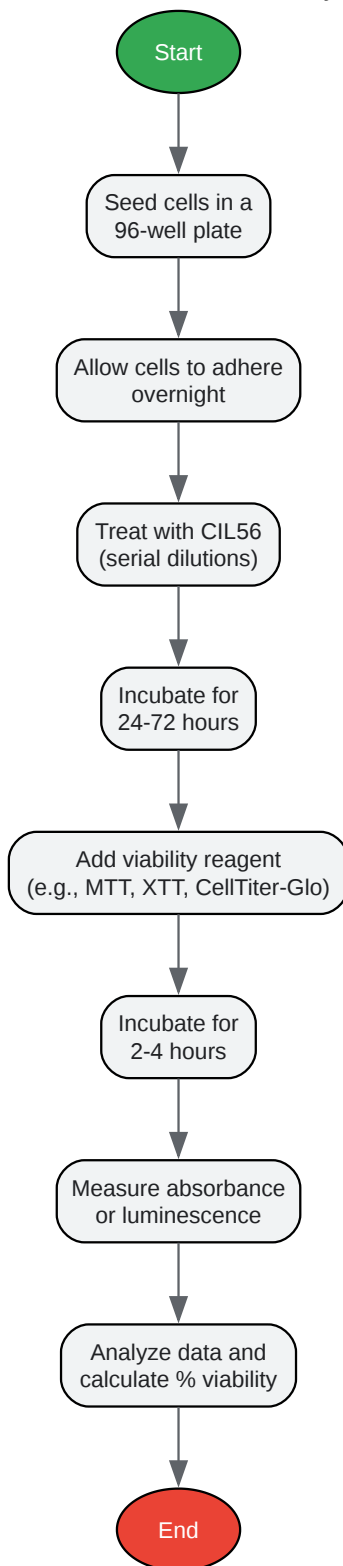 Start
Seed cells in a
96-well plate
Allow cells to adhere
overnight
Treat with CIL56
(serial dilutions)
Incubate for
24-72 hours
Add viability reagent
(e.g., MTT, XTT, CellTiter-Glo)
Incubate for
2-4 hours
Measure absorbance
or luminescence
Analyze data and
calculate % viability
End